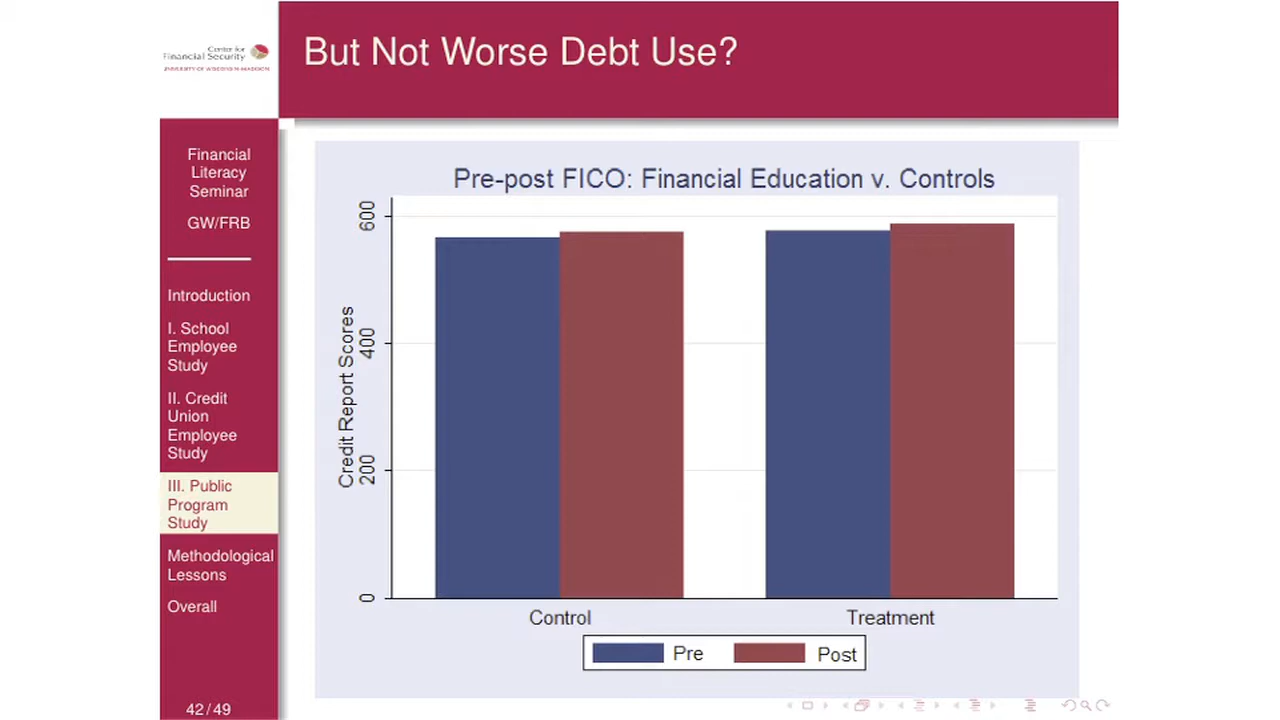 Center for
Financial Security
UNIVERSITY OF WISCONSIN-MADISON
But Not Worse Debt Use?
Financial
Literacy
Seminar
GW/FRB
Introduction
I. School
Employee
Study
II. Credit
Union
Employee
Study
III. Public
Program
Study
Methodological
Lessons
Overall
42 / 49
Pre-post FICO: Financial Education v. Controls
Credit Report Scores
600
400
200
0
Control
Treatment
Pre
Post